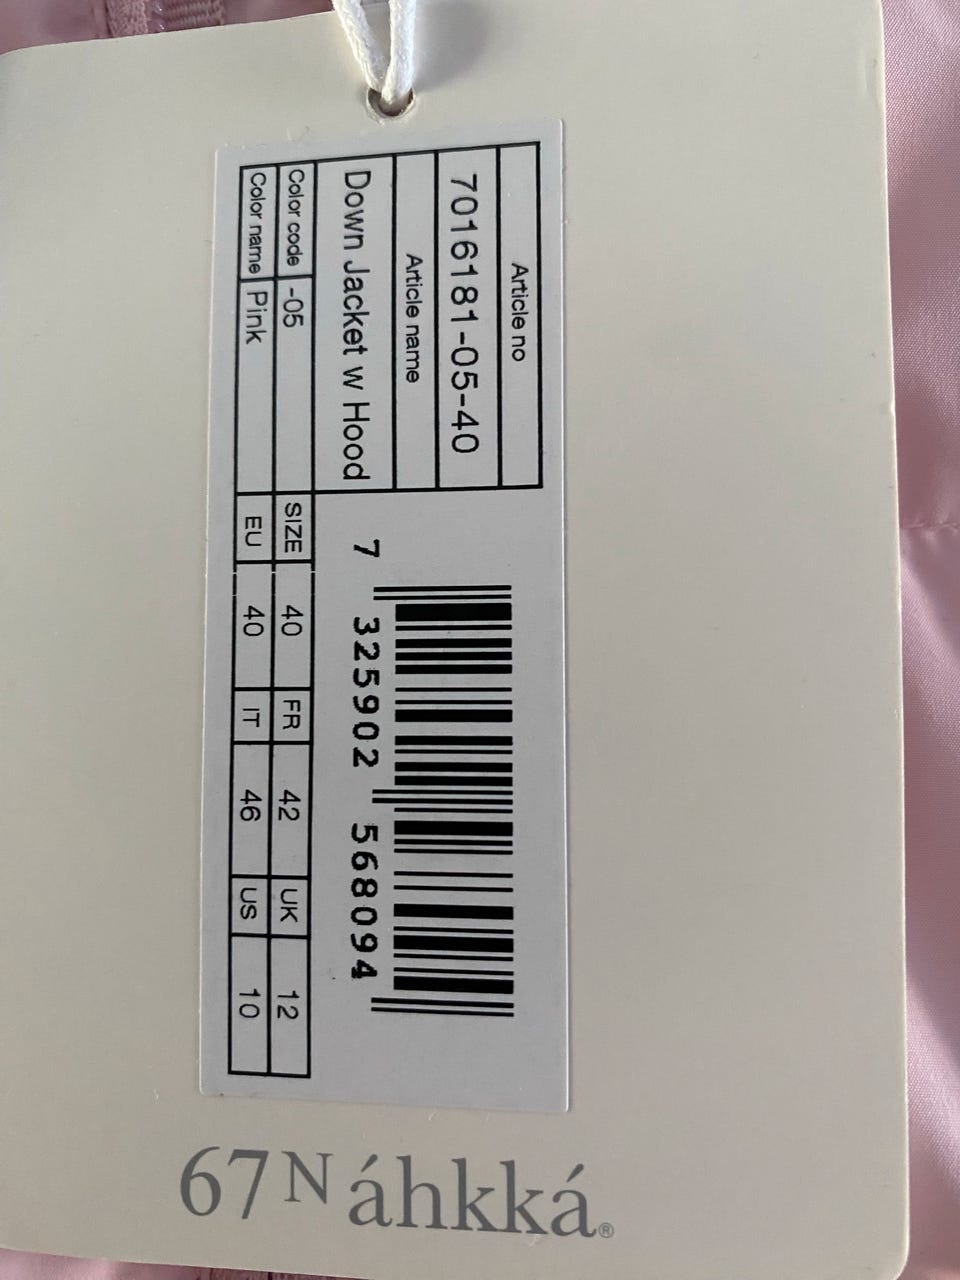 Article no
7016181-05-40
Article name
Down Jacket w Hood
Color code -05
Color name Pink
7 325902 568094
SIZE 40 FR 42 UK 12
EU 40 IT 46 US 10
67 N áhkká®